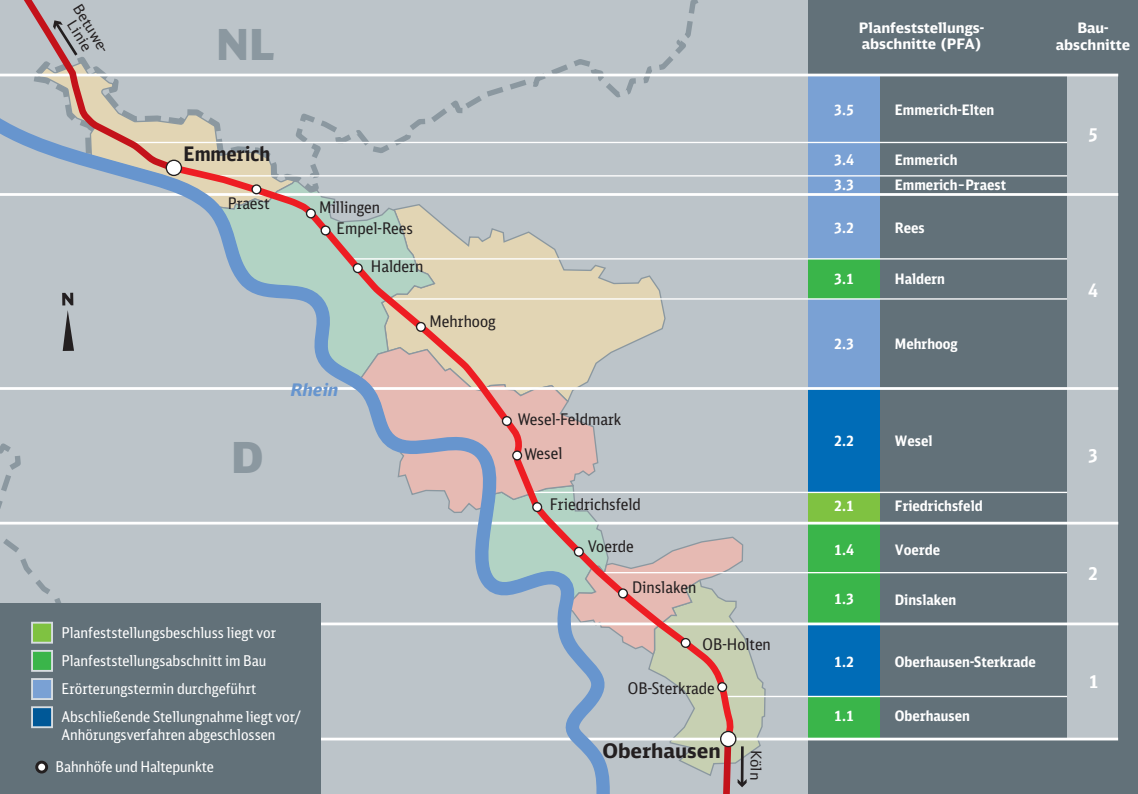 Betuwe-
Linie
NL
Emmerich
Praest
Millingen
Empel-Rees
Haldern
Mehrhoog
N
Rhein
D
Wesel-Feldmark
Wesel
Friedrichsfeld
Voerde
Dinslaken
OB-Holten
OB-Sterkrade
Oberhausen
Köln
Planfeststellungsbeschluss liegt vor
Planfeststellungsabschnitt im Bau
Erörterungstermin durchgeführt
Abschließende Stellungnahme liegt vor/
Anhörungsverfahren abgeschlossen
Bahnhöfe und Haltepunkte
Planfeststellungs-
abschnitte (PFA)
Bau-
abschnitte
3.5 Emmerich-Elten
5
3.4 Emmerich
3.3 Emmerich-Praest
3.2 Rees
3.1 Haldern
4
2.3 Mehrhoog
2.2 Wesel
3
2.1 Friedrichsfeld
1.4 Voerde
2
1.3 Dinslaken
1.2 Oberhausen-Sterkrade
1
1.1 Oberhausen